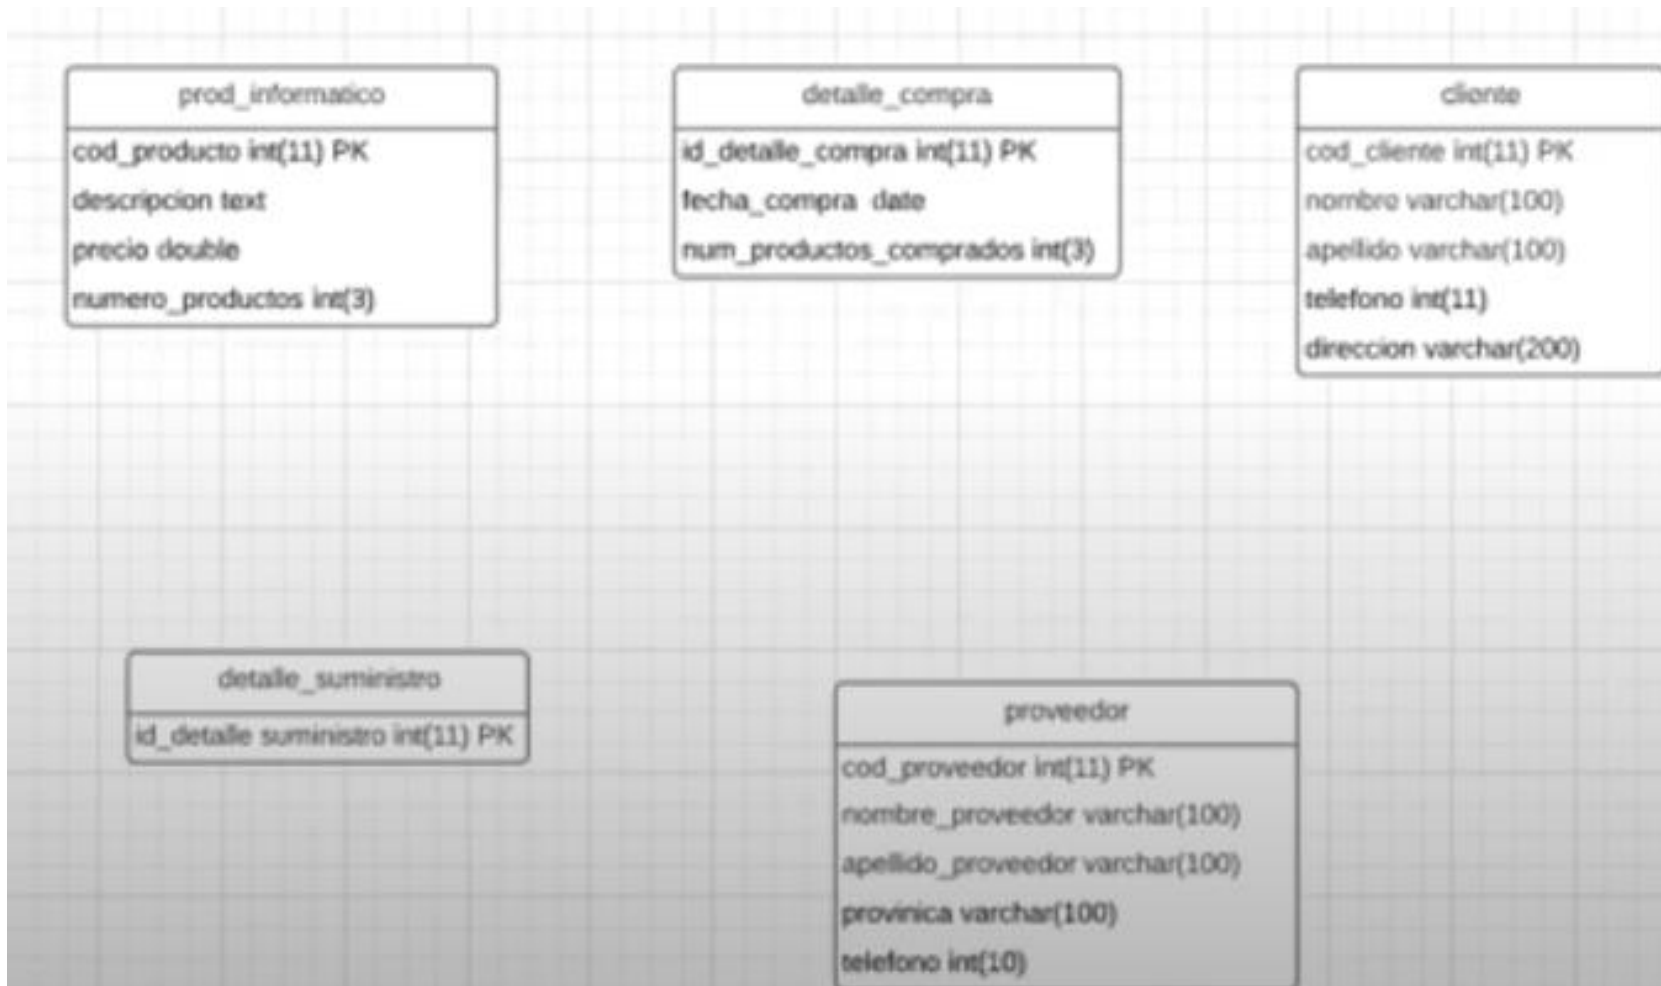 prod_informatico
cod_producto int(11) PK
descripcion text
precio double
numero_productos int(3)
detalle_compra
id_detalle_compra int(11) PK
fecha_compra date
num_productos_comprados int(3)
cliente
cod_cliente int(11) PK
nombre varchar(100)
apellido varchar(100)
telefono int(11)
direccion varchar(200)
detalle_suministro
id_detalle suministro int(11) PK
proveedor
cod_proveedor int(11) PK
nombre_proveedor varchar(100)
apellido_proveedor varchar(100)
provinica varchar(100)
telefono int(10)